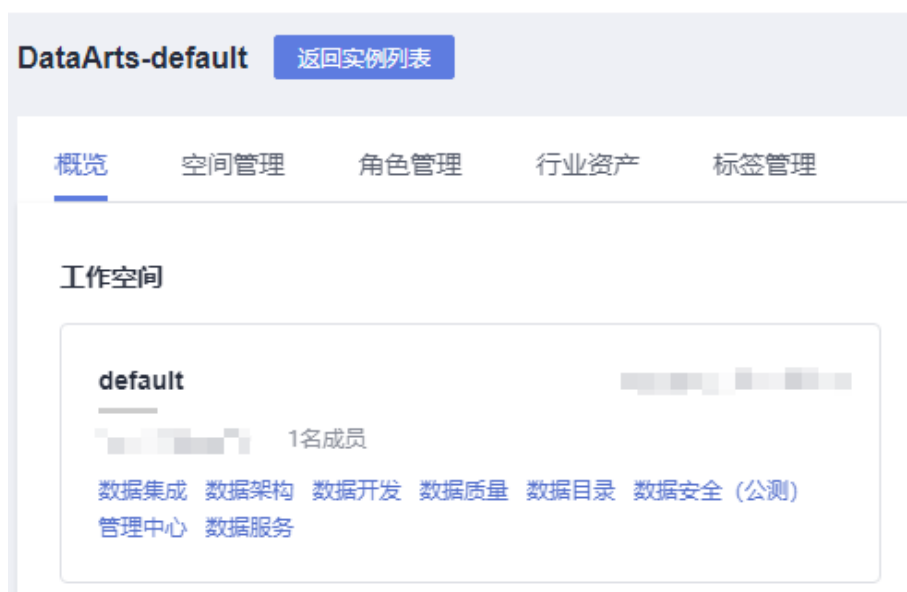 DataArts-default 返回实例列表
概览 空间管理 角色管理 行业资产 标签管理
工作空间
default
1名成员
数据集成 数据架构 数据开发 数据质量 数据目录 数据安全（公测）
管理中心 数据服务